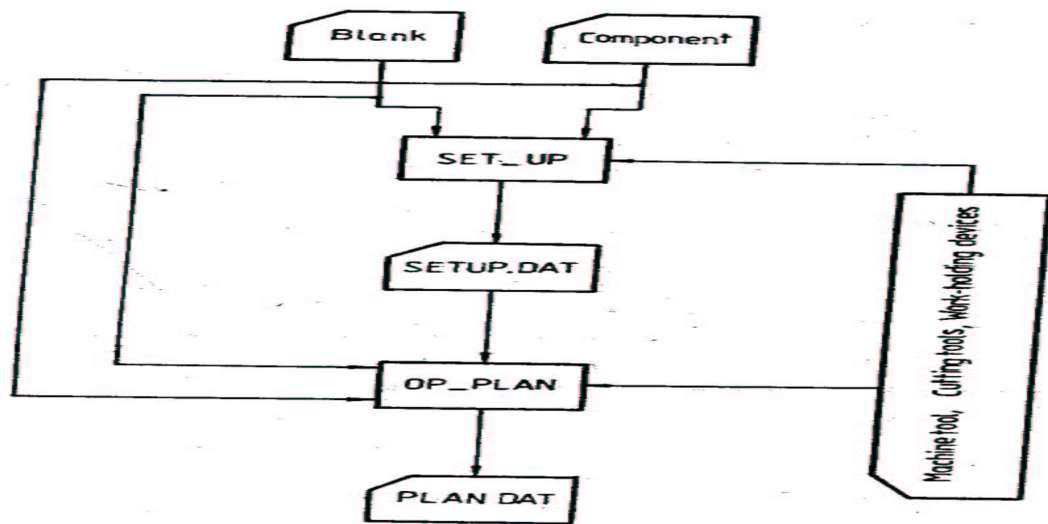 Blank
Component
SET_UP
SETUP.DAT
OP_PLAN
PLAN DAT
Machine tool, Cutting tools, Work-holding devices